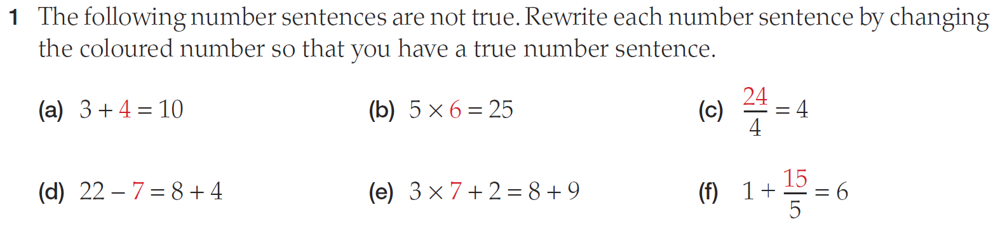 1 The following number sentences are not true. Rewrite each number sentence by changing
the coloured number so that you have a true number sentence.
(a) 3 + 4 = 10 (b) 5 × 6 = 25 (c) 24/4 = 4
(d) 22 – 7 = 8 + 4 (e) 3 × 7 + 2 = 8 + 9 (f) 1 + 15/5 = 6